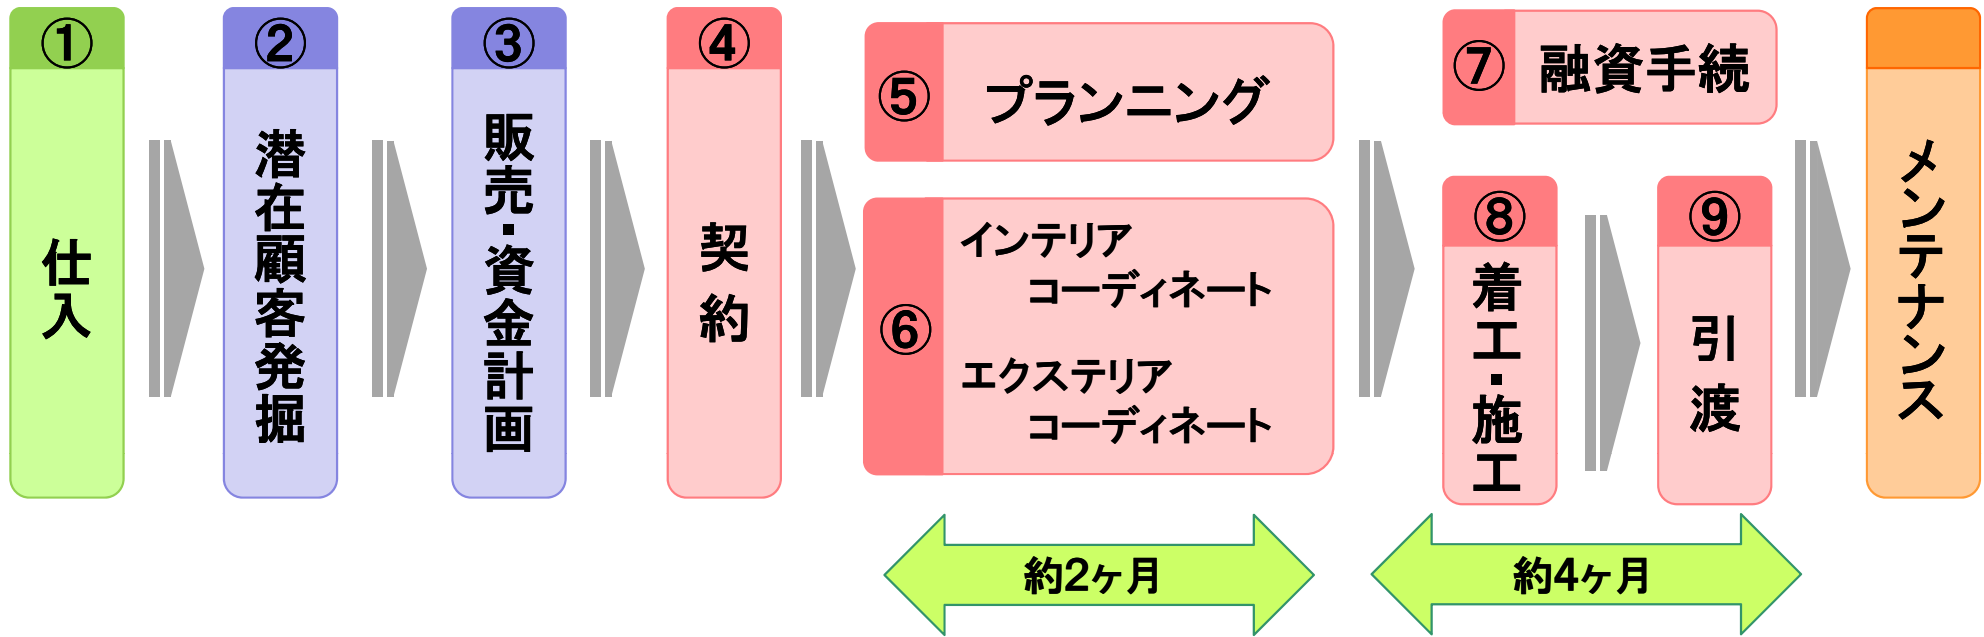 ①
仕入
②
潜在顧客発掘
③
販売・資金計画
④
契約
⑤
プランニング
⑥
インテリア
コーディネート
エクステリア
コーディネート
約2ヶ月
⑦
融資手続
⑧
着工・施工
⑨
引渡
約4ヶ月
メンテナンス